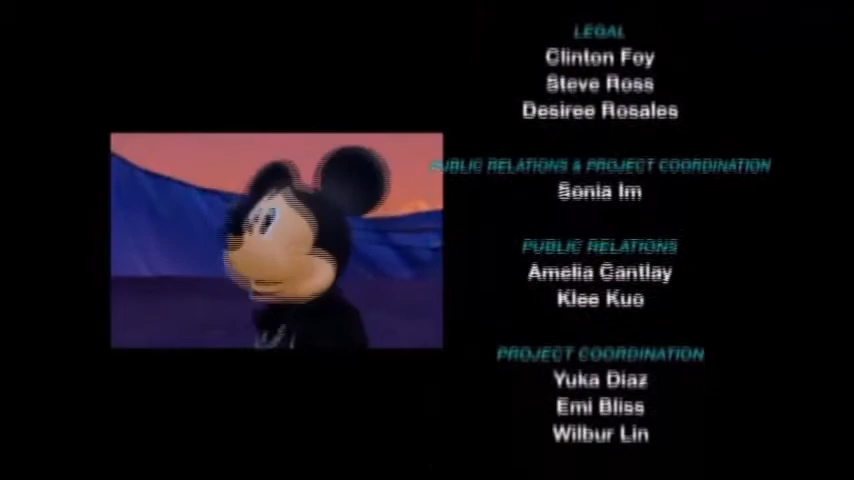 LEGAL
Clinton Foy
Steve Ross
Desiree Rosales
PUBLIC RELATIONS & PROJECT COORDINATION
Sonia Im
PUBLIC RELATIONS
Amelia Cantlay
Klee Kuo
PROJECT COORDINATION
Yuka Diaz
Emi Bliss
Wilbur Lin